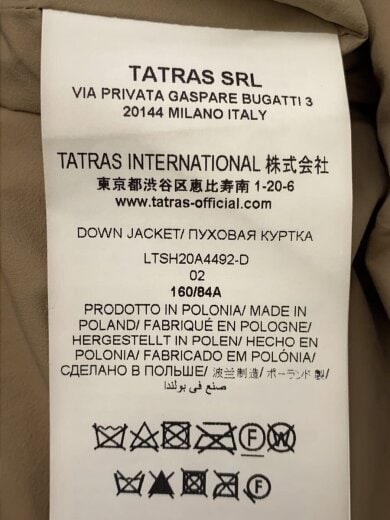 TATRAS SRL
VIA PRIVATA GASPARE BUGATTI 3
20144 MILANO ITALY
TATRAS INTERNATIONAL 株式会社
東京都渋谷区恵比寿南 1-20-6
www.tatras-official.com
DOWN JACKET/ ПУХОВАЯ КУРТКА
LTSH20A4492-D
02
160/84A
PRODOTTO IN POLONIA/ MADE IN
POLAND/ FABRIQUÉ EN POLOGNE/
HERGESTELLT IN POLEN/ HECHO EN
POLONIA/ FABRICADO EM POLÓNIA/
СДЕЛАНО В ПОЛЬШЕ/ 波兰制造/ ポーランド製/
صنع في بولندا
F W
F